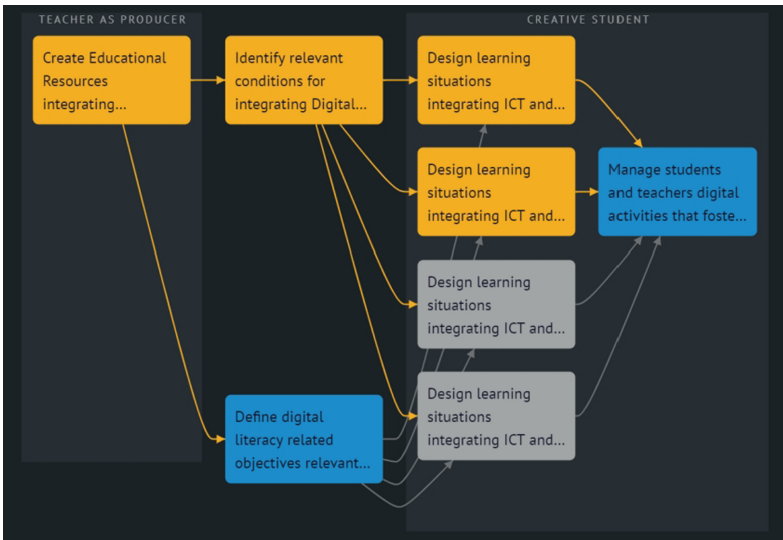 TEACHER AS PRODUCER
CREATIVE STUDENT
Create Educational
Resources
integrating...
Identify relevant
conditions for
integrating Digital...
Design learning
situations
integrating ICT and...
Design learning
situations
integrating ICT and...
Manage students
and teachers digital
activities that foste...
Design learning
situations
integrating ICT and...
Define digital
literacy related
objectives relevant...
Design learning
situations
integrating ICT and...